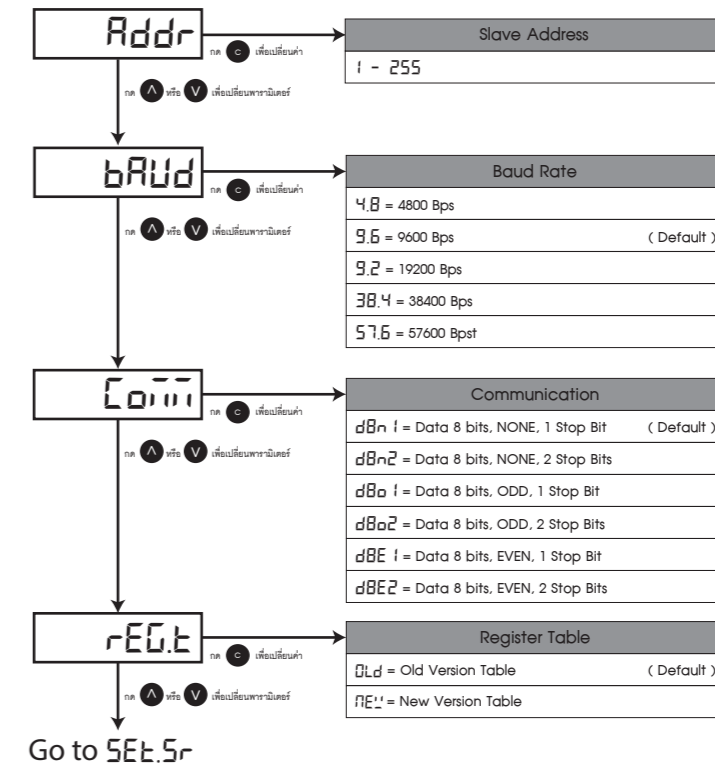 Addr
กด C เพื่อเปลี่ยนค่า
Slave Address
1 - 255
กด ∧ หรือ V เพื่อเปลี่ยนพารามิเตอร์
bAUd
กด C เพื่อเปลี่ยนค่า
Baud Rate
4.8 = 4800 Bps
กด ∧ หรือ V เพื่อเปลี่ยนพารามิเตอร์
9.6 = 9600 Bps ( Default )
9.2 = 19200 Bps
38.4 = 38400 Bps
57.6 = 57600 Bpst
Comm
กด C เพื่อเปลี่ยนค่า
Communication
d8n1 = Data 8 bits, NONE, 1 Stop Bit ( Default )
กด ∧ หรือ V เพื่อเปลี่ยนพารามิเตอร์
d8n2 = Data 8 bits, NONE, 2 Stop Bits
d8o1 = Data 8 bits, ODD, 1 Stop Bit
d8o2 = Data 8 bits, ODD, 2 Stop Bits
d8E1 = Data 8 bits, EVEN, 1 Stop Bit
d8E2 = Data 8 bits, EVEN, 2 Stop Bits
rEG.t
กด C เพื่อเปลี่ยนค่า
Register Table
OLd = Old Version Table ( Default )
กด ∧ หรือ V เพื่อเปลี่ยนพารามิเตอร์
NEW = New Version Table
Go to SEt.Sr